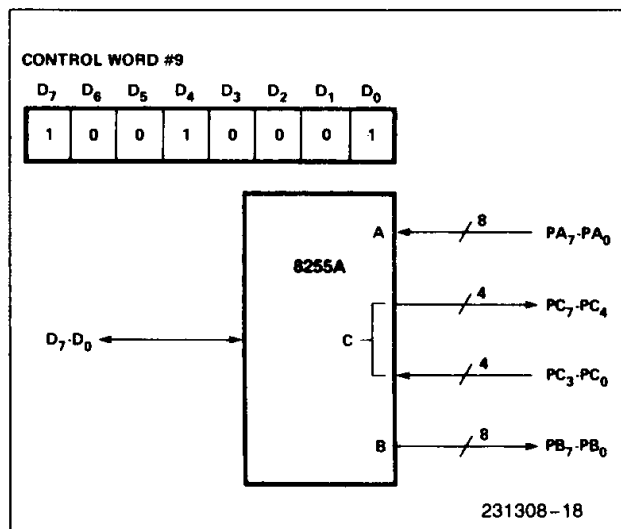 CONTROL WORD #9
D7 D6 D5 D4 D3 D2 D1 D0
1 0 0 1 0 0 0 1
A 8 PA7-PA0
8255A
4 PC7-PC4
D7-D0 C
4 PC3-PC0
B 8 PB7-PB0
231308-18